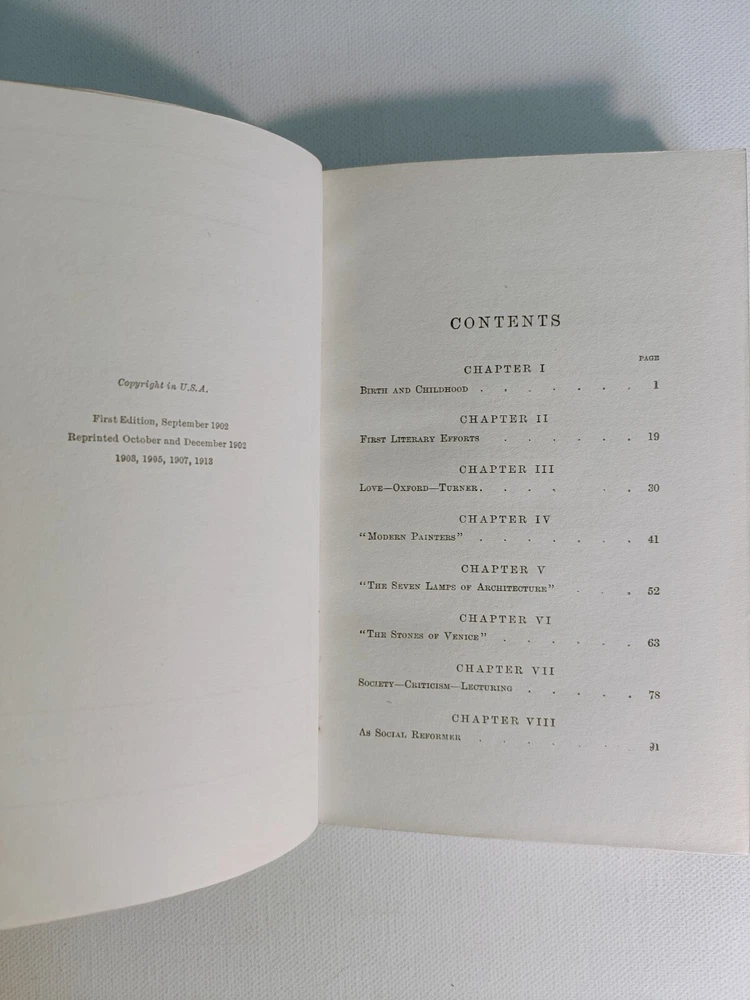 Copyright in U.S.A.
First Edition, September 1902
Reprinted October and December 1902
1903, 1905, 1907, 1913
CONTENTS
PAGE
CHAPTER I
Birth and Childhood . . . . . . . 1
CHAPTER II
First Literary Efforts . . . . . . 19
CHAPTER III
Love—Oxford—Turner . . . . . . 30
CHAPTER IV
"Modern Painters" . . . . . . . 41
CHAPTER V
"The Seven Lamps of Architecture" . . . 52
CHAPTER VI
"The Stones of Venice" . . . . . . 63
CHAPTER VII
Society—Criticism—Lecturing . . . . . 78
CHAPTER VIII
As Social Reformer . . . . . . . 91